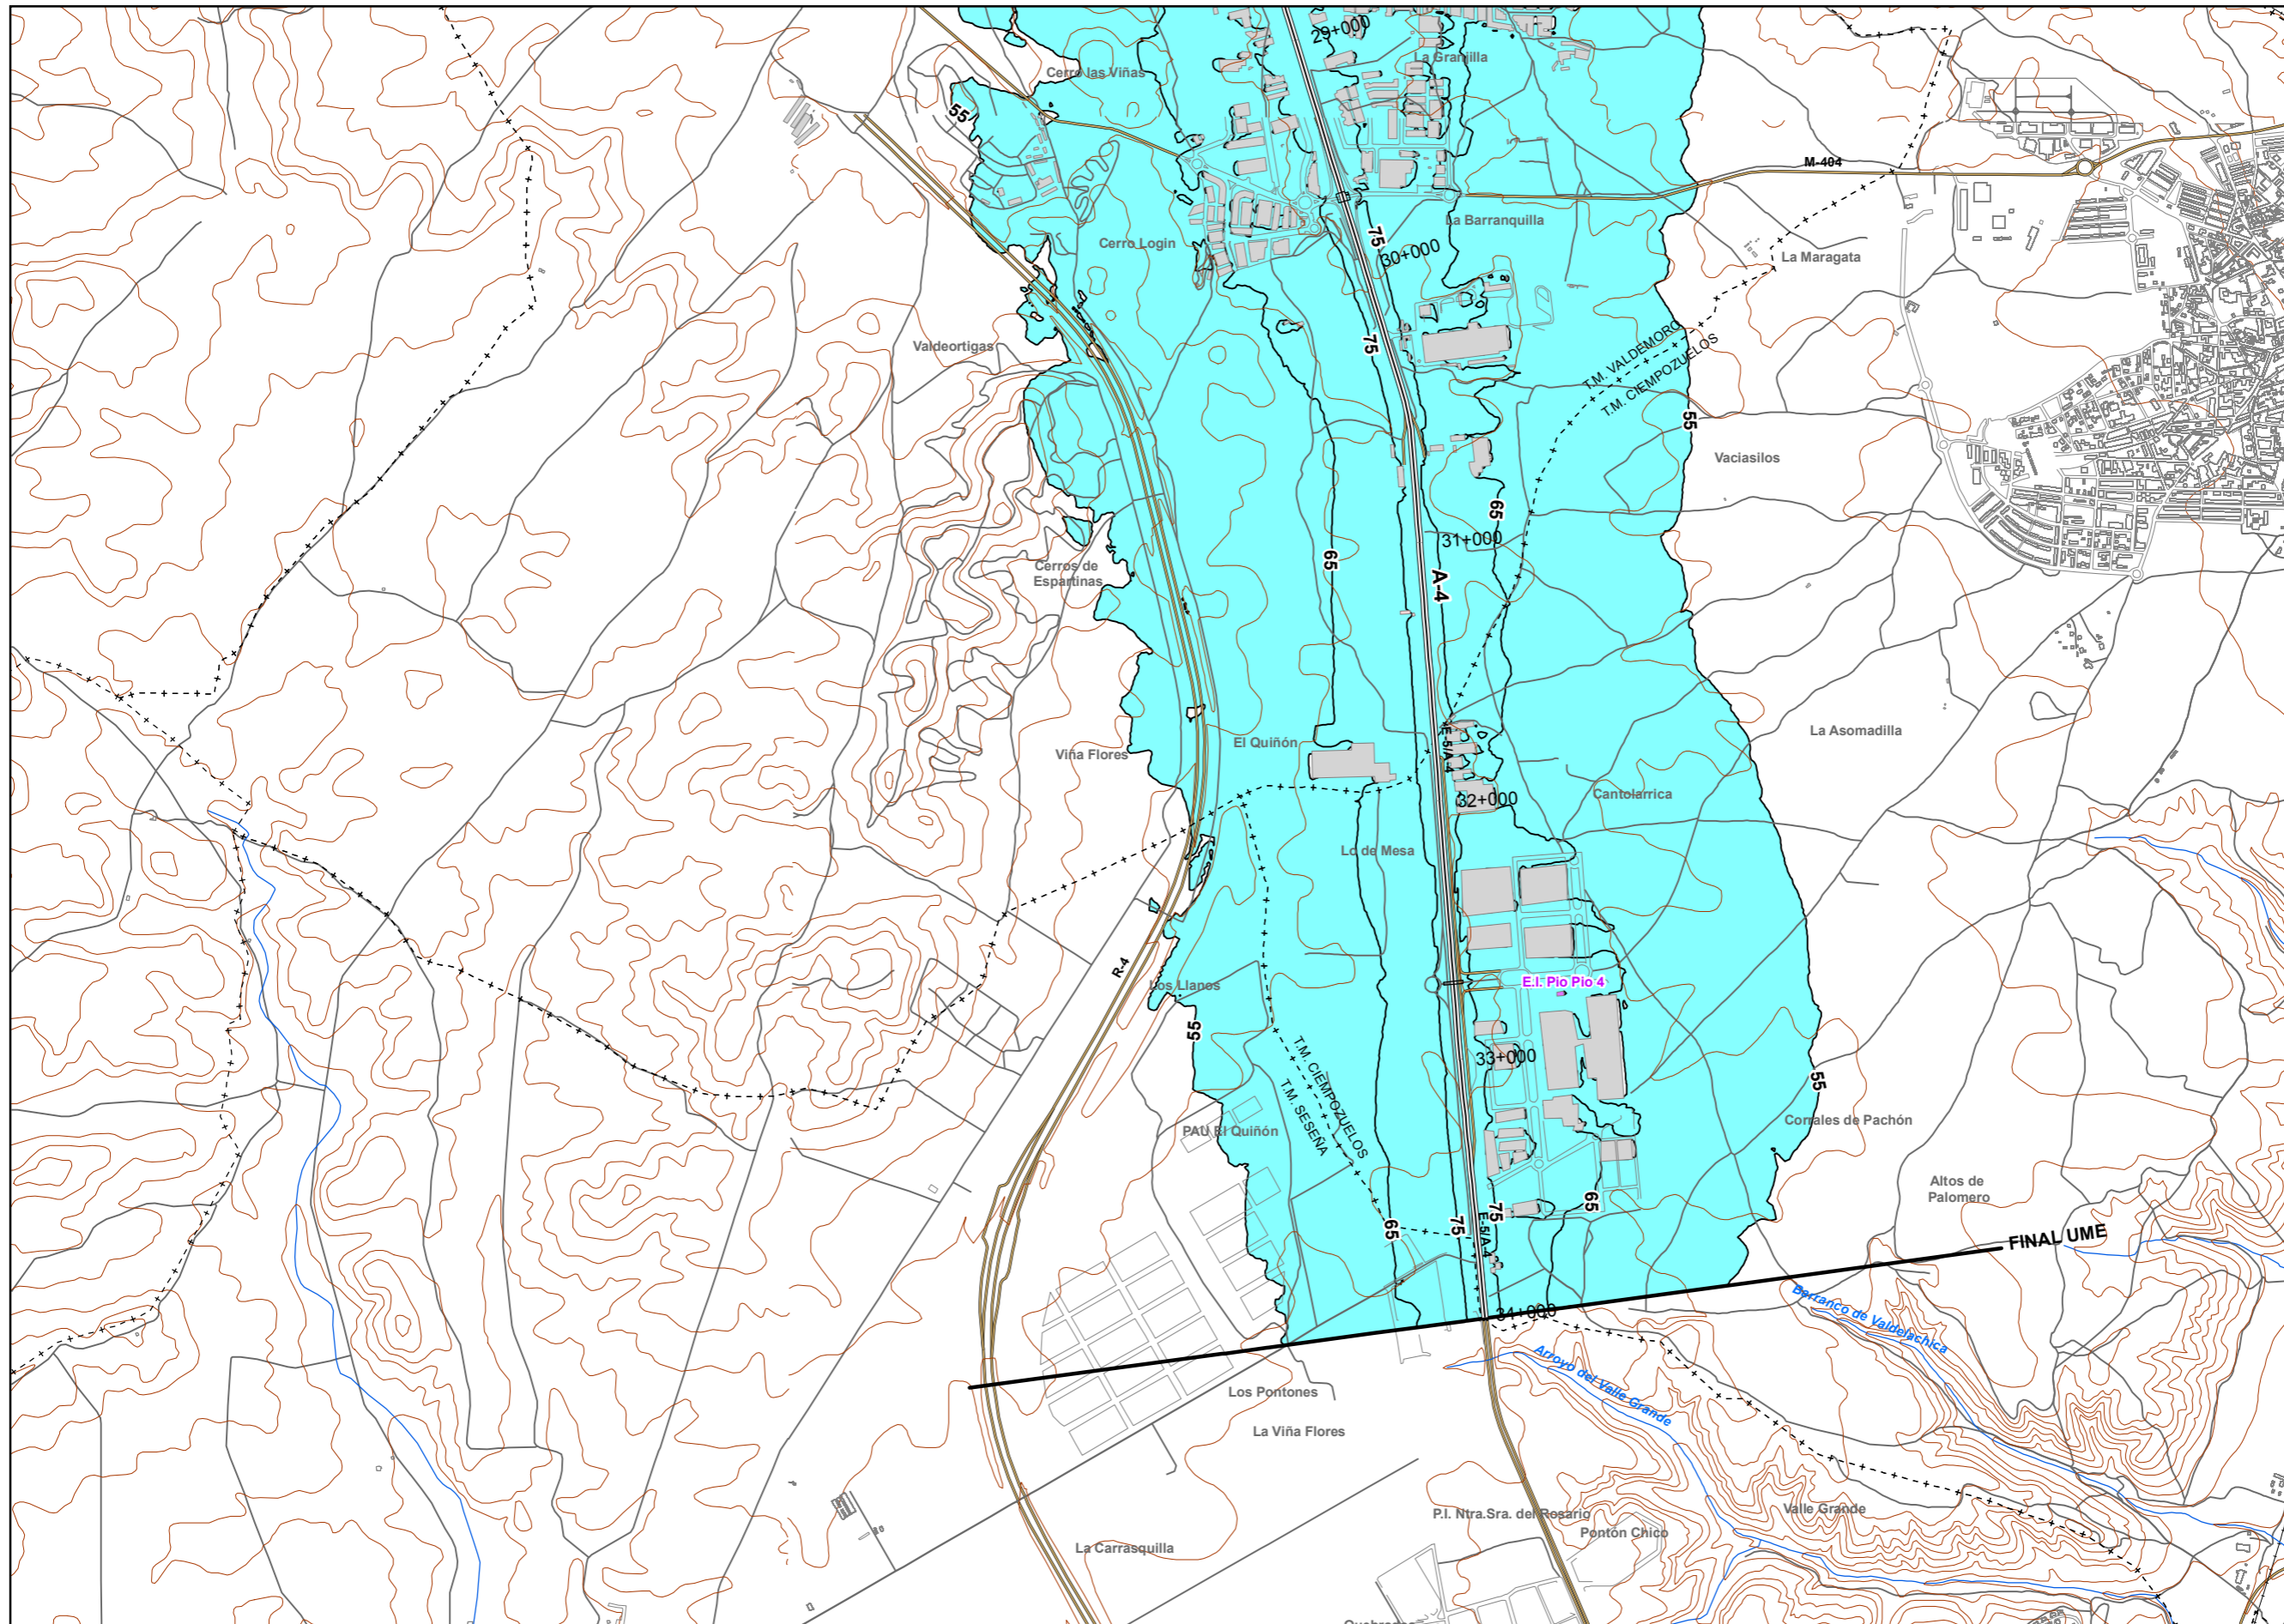 29+000
La Granjilla
Cerro las Viñas
55
M-404
La Barranquilla
75
Cerro Login
30+000
La Maragata
T.M. VALDEMORO
T.M. CIEMPOZUELOS
75
Valdeortigas
55
Vaciasilos
65
31+000
65
Cerros de
Espartinas
A-4
La Asomadilla
El Quiñón
Viña Flores
E-5/A-4
Cantolarrica
32+000
Lo de Mesa
R-4
E.I. Pio Pio 4
Los Llanos
55
33+000
T.M. CIEMPOZUELOS
T.M. SESEÑA
55
PAU El Quiñón
Corrales de Pachón
Altos de
Palomero
65
75
65
75
E-5/A-4
FINAL UME
34+000
Barranco de Valdelachica
Arroyo del Valle Grande
Los Pontones
La Viña Flores
P.I. Ntra.Sra. del Rosario
Valle Grande
Pontón Chico
La Carrasquilla